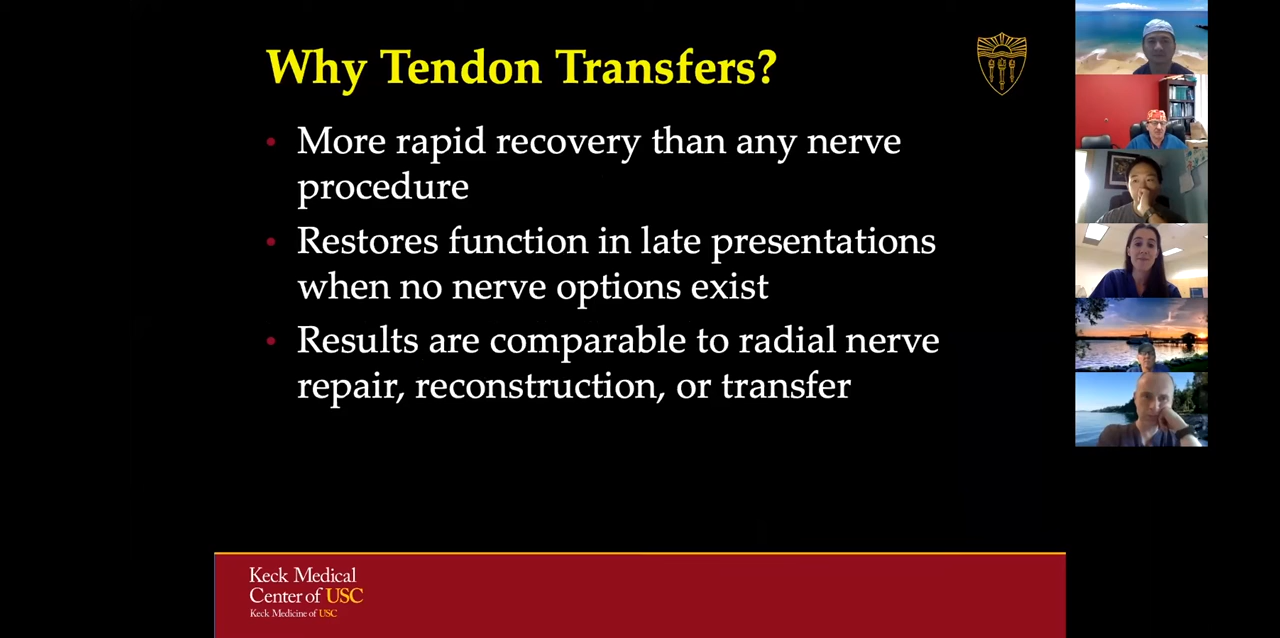 Why Tendon Transfers?
• More rapid recovery than any nerve
procedure
• Restores function in late presentations
when no nerve options exist
• Results are comparable to radial nerve
repair, reconstruction, or transfer
Keck Medical
Center of USC
Keck Medicine of USC